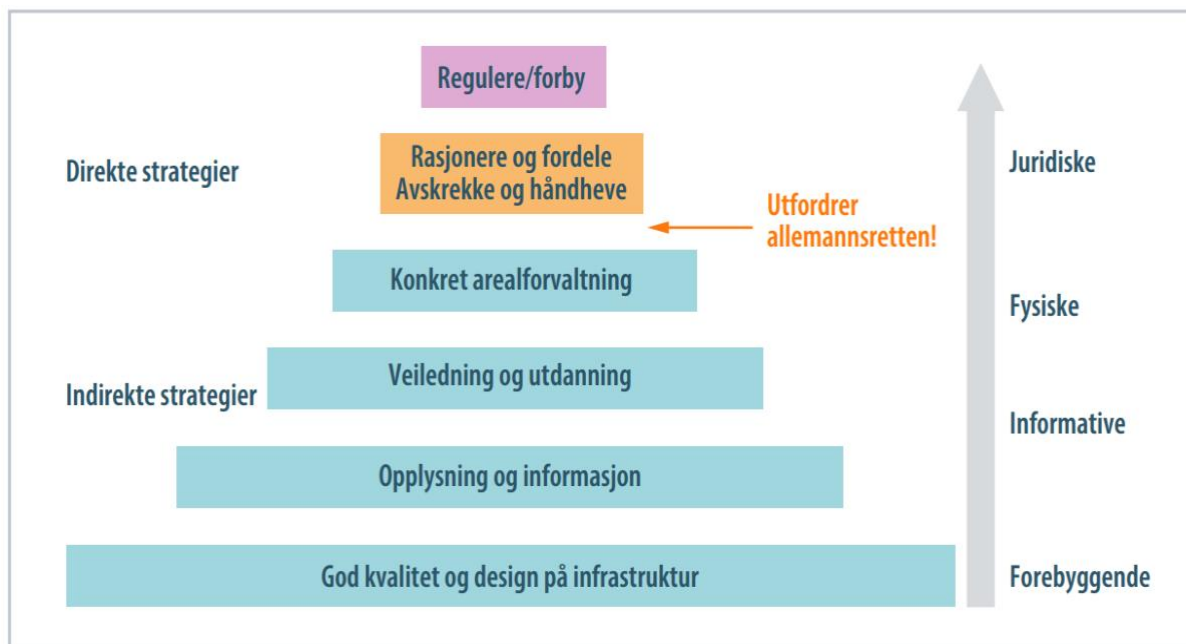 Regulere/forby
Direkte strategier
Rasjonere og fordele
Avskrekke og håndheve
Juridiske
Utfordrer
allemannsretten!
Konkret arealforvaltning
Fysiske
Veiledning og utdanning
Indirekte strategier
Informative
Opplysning og informasjon
God kvalitet og design på infrastruktur
Forebyggende